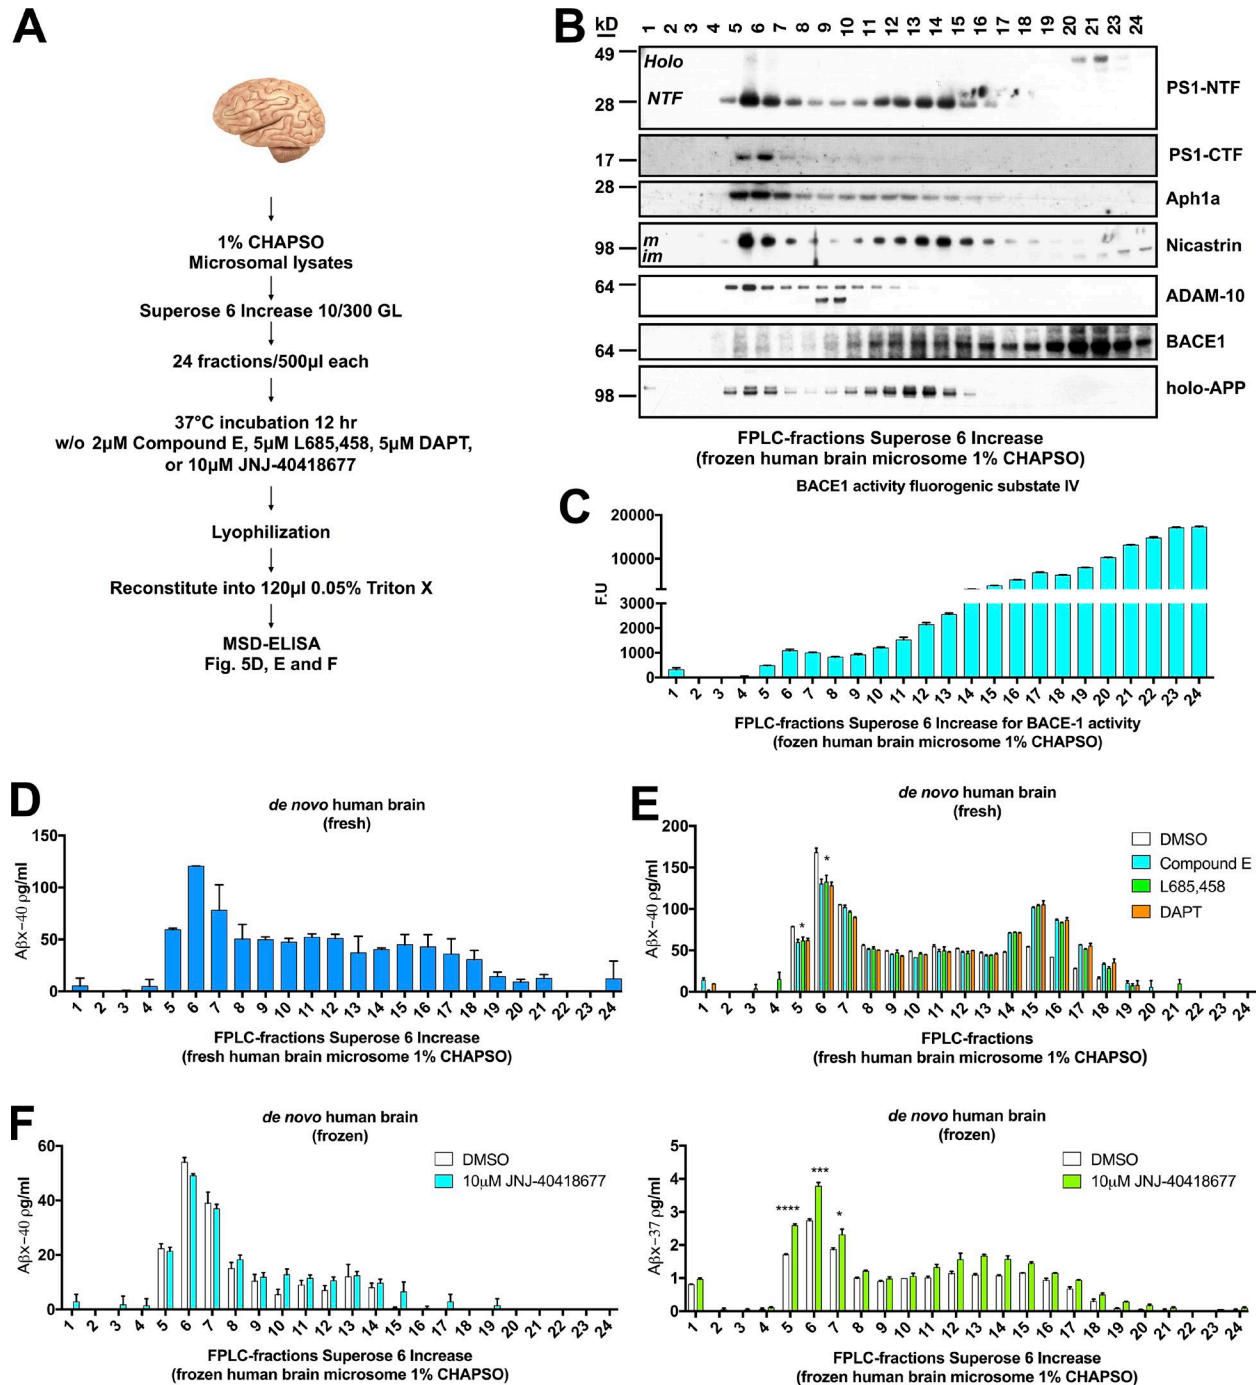 A
1% CHAPSO
Microsomal lysates
Superose 6 Increase 10/300 GL
24 fractions/500µl each
37°C incubation 12 hr
w/o 2µM Compound E, 5µM L685,458, 5µM DAPT,
or 10µM JNJ-40418677
Lyophilization
Reconstitute into 120µl 0.05% Triton X
MSD-ELISA
Fig. 5D, E and F
B
kD 1 2 3 4 5 6 7 8 9 10 11 12 13 14 15 16 18 19 20 21 23 24
49
Holo
NTF
28
PS1-NTF
17
PS1-CTF
28
Aph1a
m
98
im
Nicastrin
64
ADAM-10
64
BACE1
98
holo-APP
FPLC-fractions Superose 6 Increase
(frozen human brain microsome 1% CHAPSO)
C
BACE1 activity fluorogenic substate IV
F.U
20000
10000
3000
2000
1000
0
1 2 3 4 5 6 7 8 9 10 11 12 13 14 15 16 17 18 19 20 21 22 23 24
FPLC-fractions Superose 6 Increase for BACE-1 activity
(fozen human brain microsome 1% CHAPSO)
D
de novo human brain
(fresh)
Aβx−40 ρg/ml
150
100
50
0
1 2 3 4 5 6 7 8 9 10 11 12 13 14 15 16 17 18 19 20 21 22 23 24
FPLC-fractions Superose 6 Increase
(fresh human brain microsome 1% CHAPSO)
E
de novo human brain
(fresh)
Aβx−40 ρg/ml
200
150
100
50
0
DMSO
Compound E
L685,458
DAPT
*
*
1 2 3 4 5 6 7 8 9 10 11 12 13 14 15 16 17 18 19 20 21 22 23 24
FPLC-fractions
(fresh human brain microsome 1% CHAPSO)
F
de novo human brain
(frozen)
Aβx−40 ρg/ml
60
40
20
0
DMSO
10µM JNJ-40418677
1 2 3 4 5 6 7 8 9 10 11 12 13 14 15 16 17 18 19 20 21 22 23 24
FPLC-fractions Superose 6 Increase
(frozen human brain microsome 1% CHAPSO)
de novo human brain
(frozen)
Aβx−37 ρg/ml
5
4
3
2
1
0
DMSO
10µM JNJ-40418677
****
***
*
1 2 3 4 5 6 7 8 9 10 11 12 13 14 15 16 17 18 19 20 21 22 23 24
FPLC-fractions Superose 6 Increase
(frozen human brain microsome 1% CHAPSO)